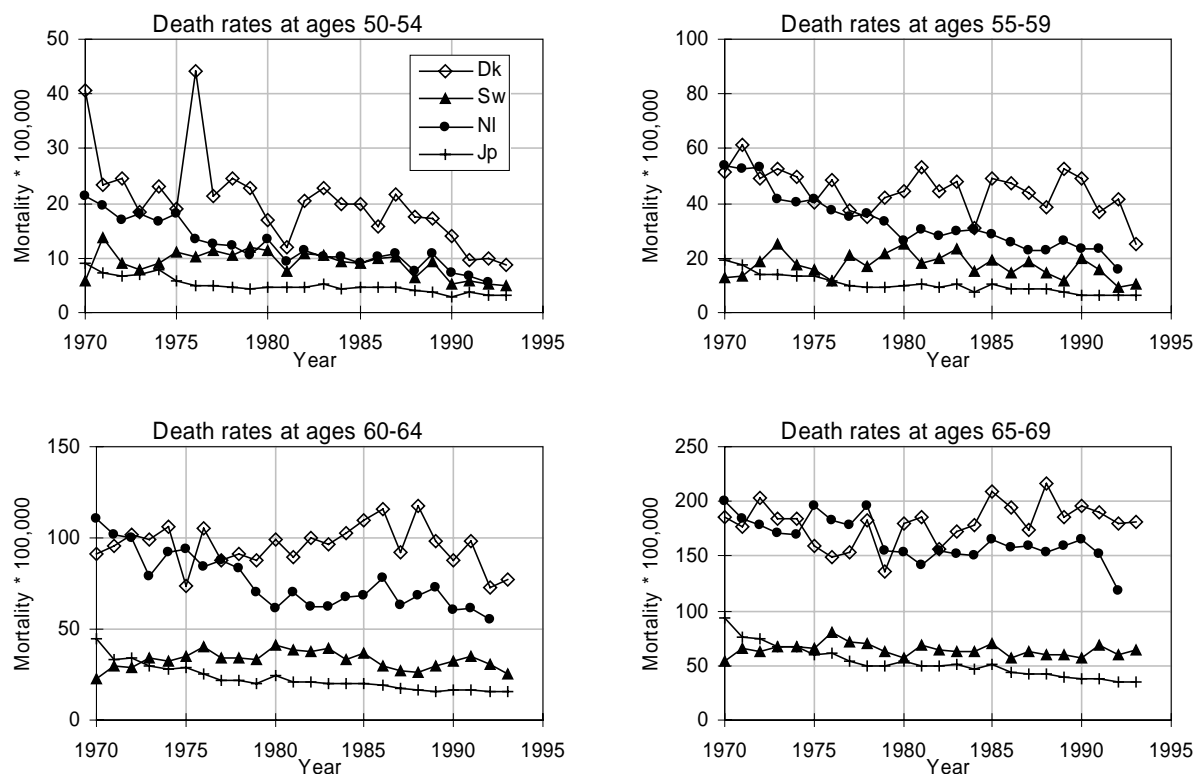 Death rates at ages 50-54
50
40
30
20
10
0
Mortality * 100,000
Dk
Sw
Nl
Jp
1970 1975 1980 1985 1990 1995
Year
Death rates at ages 55-59
100
80
60
40
20
0
Mortality * 100,000
1970 1975 1980 1985 1990 1995
Year
Death rates at ages 60-64
150
100
50
0
Mortality * 100,000
1970 1975 1980 1985 1990 1995
Year
Death rates at ages 65-69
250
200
150
100
50
0
Mortality * 100,000
1970 1975 1980 1985 1990 1995
Year